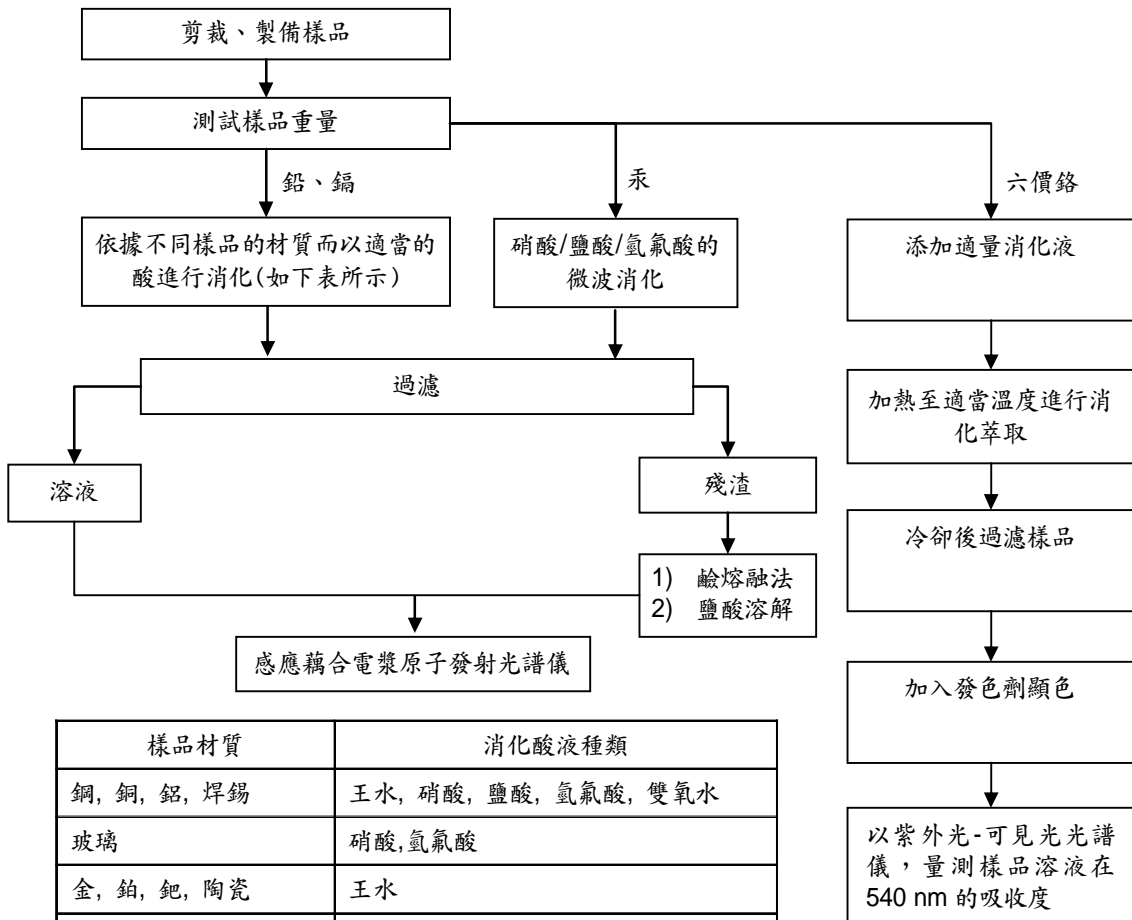 剪裁、製備樣品
測試樣品重量
鉛、鎘
汞
六價鉻
依據不同樣品的材質而以適當的
酸進行消化(如下表所示)
硝酸/鹽酸/氫氟酸的
微波消化
添加適量消化液
過濾
加熱至適當溫度進行消
化萃取
溶液
殘渣
冷卻後過濾樣品
1) 鹼熔融法
2) 鹽酸溶解
感應藕合電漿原子發射光譜儀
加入發色劑顯色
樣品材質 消化酸液種類
鋼, 銅, 鋁, 焊錫 王水, 硝酸, 鹽酸, 氫氟酸, 雙氧水
玻璃 硝酸,氫氟酸
金, 鉑, 鈀, 陶瓷 王水
以紫外光-可見光光譜
儀，量測樣品溶液在
540 nm 的吸收度